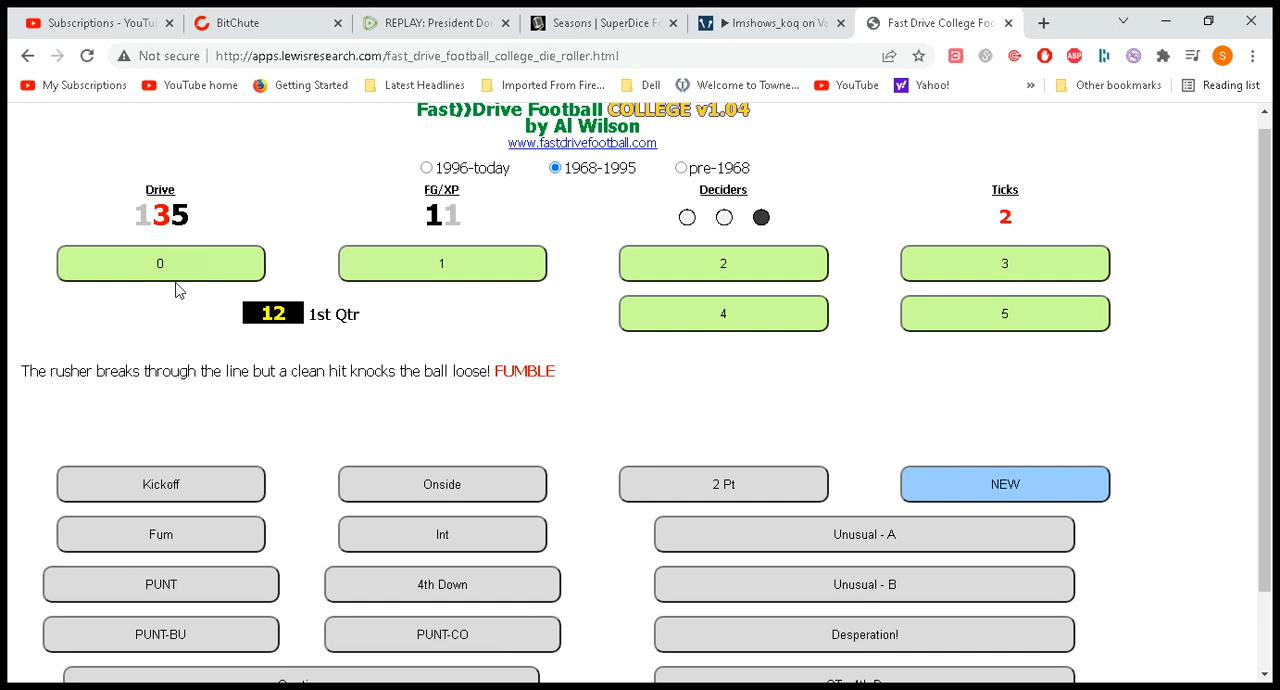 Subscriptions - YouTu
BitChute
REPLAY: President Do
Seasons | SuperDice F
lmshows_koq on V
Fast Drive College Foo
Not secure
http://apps.lewisresearch.com/fast_drive_football_college_die_roller.html
ABP
S
My Subscriptions
YouTube home
Getting Started
Latest Headlines
Imported From Fire...
Dell
Welcome to Towne...
YouTube
Yahoo!
»
Other bookmarks
Reading list
Fast))Drive Football COLLEGE v1.04
by Al Wilson
www.fastdrivefootball.com
1996-today 1968-1995 pre-1968
Drive FG/XP Deciders Ticks
135 11 2
0 1 2 3
12 1st Qtr 4 5
The rusher breaks through the line but a clean hit knocks the ball loose! FUMBLE
Kickoff Onside 2 Pt NEW
Fum Int Unusual - A
PUNT 4th Down Unusual - B
PUNT-BU PUNT-CO Desperation!